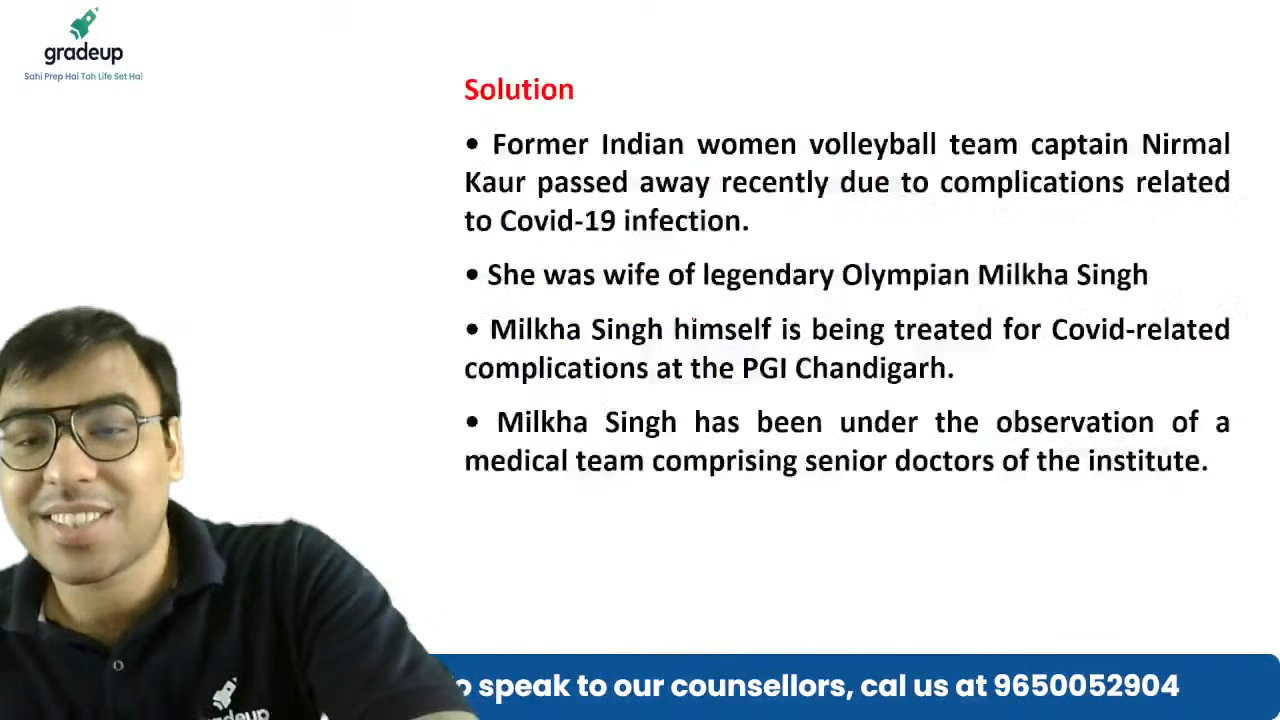 gradeup
Sahi Prep Hai Toh Life Set Hai
Solution
• Former Indian women volleyball team captain Nirmal
Kaur passed away recently due to complications related
to Covid-19 infection.
• She was wife of legendary Olympian Milkha Singh
• Milkha Singh himself is being treated for Covid-related
complications at the PGI Chandigarh.
• Milkha Singh has been under the observation of a
medical team comprising senior doctors of the institute.
speak to our counsellors, cal us at 9650052904
gradeup